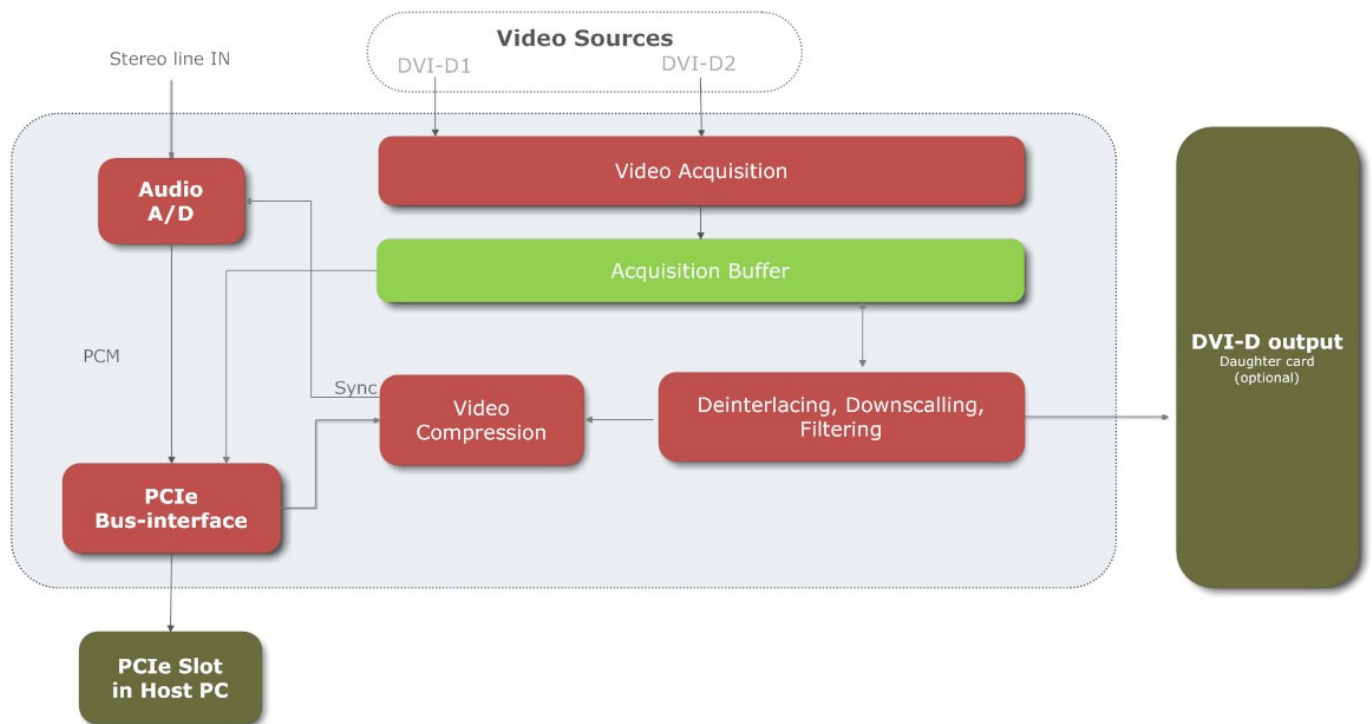 Video Sources
Stereo line IN
DVI-D1
DVI-D2
Video Acquisition
Audio
A/D
Acquisition Buffer
DVI-D output
Daughter card
(optional)
PCM
Sync
Video
Compression
Deinterlacing, Downscalling,
Filtering
PCIe
Bus-interface
PCIe Slot
in Host PC